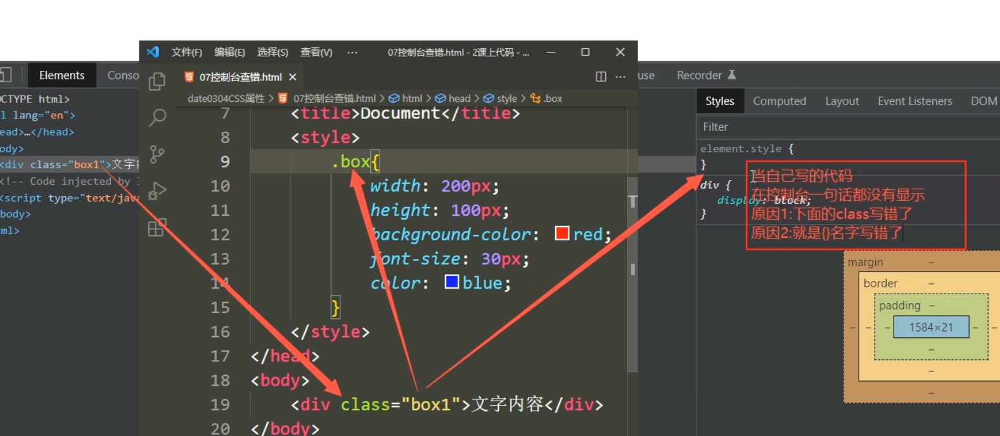 文件(F) 编辑(E) 选择(S) 查看(V) ··· 07控制台查错.html - 2课上代码 - ...
07控制台查错.html
date0304CSS属性 > 07控制台查错.html > html > head > style > .box
7 <title>Document</title>
8 <style>
9 .box{
10 width: 200px;
11 height: 100px;
12 background-color: red;
13 font-size: 30px;
14 color: blue;
15 }
16 </style>
17 </head>
18 <body>
19 <div class="box1">文字内容</div>
20 </body>
Elements Conso
CTYPE html>
l lang="en">
ead>…</head>
ody>
<div class="box1">文字
<!-- Code injected by
<script type="text/java
body>
ml>
use Recorder
Styles Computed Layout Event Listeners DOM
Filter
element.style {
}
div {
display: block;
}
当自己写的代码
在控制台一句话都没有显示
原因1:下面的class写错了
原因2:就是{}名字写错了
margin –
border –
padding –
– – – 1584×21 – –
–
–
–